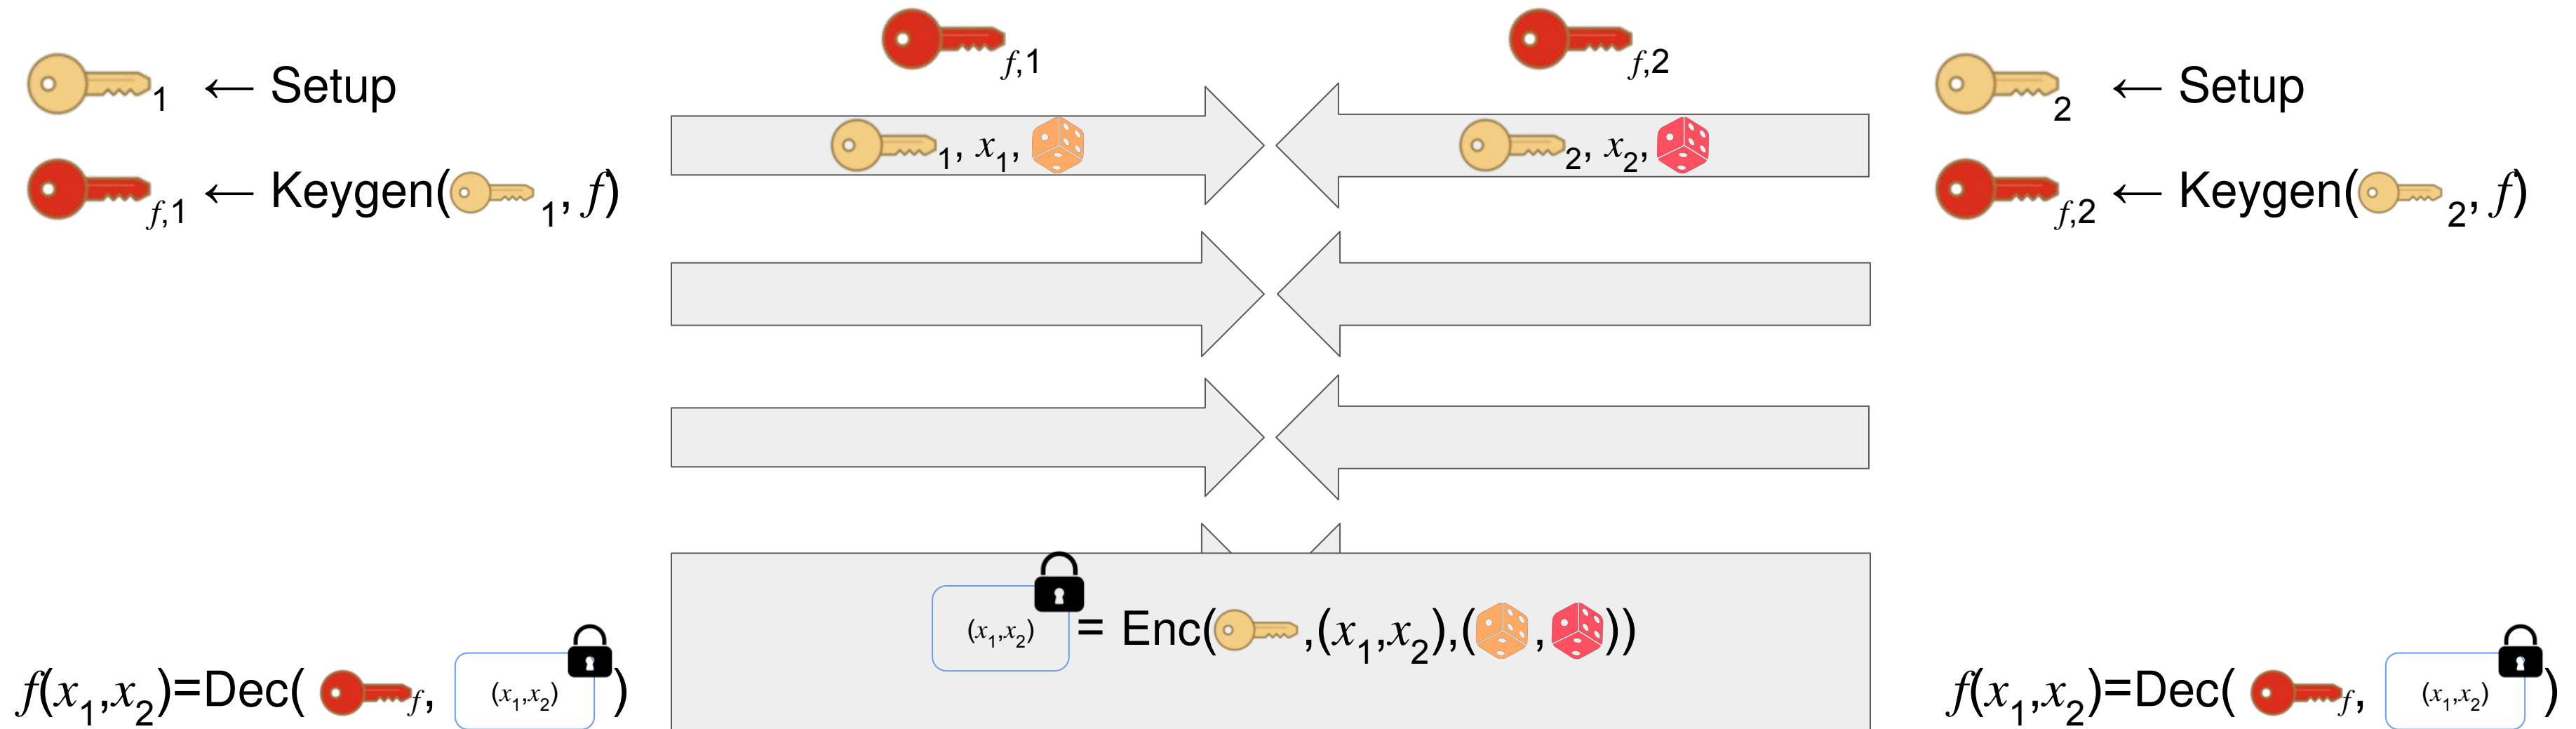 f,1
f,2
1 ← Setup
1, x1,
2, x2,
2 ← Setup
f,1 ← Keygen( 1, f)
f,2 ← Keygen( 2, f)
(x1,x2) = Enc( ,(x1,x2),( , ))
f(x1,x2)=Dec( f, (x1,x2) )
f(x1,x2)=Dec( f, (x1,x2) )